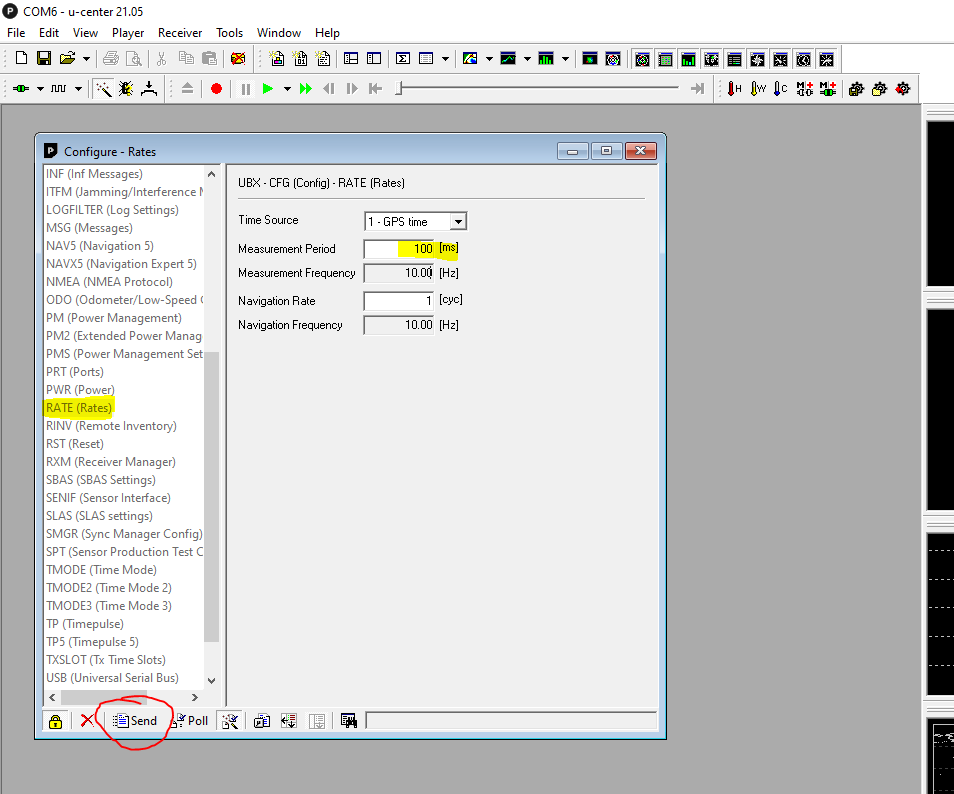 COM6 - u-center 21.05
File Edit View Player Receiver Tools Window Help
H W C
Configure - Rates
INF (Inf Messages)
ITFM (Jamming/Interference
LOGFILTER (Log Settings)
MSG (Messages)
NAV5 (Navigation 5)
NAVX5 (Navigation Expert 5)
NMEA (NMEA Protocol)
ODO (Odometer/Low-Speed
PM (Power Management)
PM2 (Extended Power Manag
PMS (Power Management Set
PRT (Ports)
PWR (Power)
RATE (Rates)
RINV (Remote Inventory)
RST (Reset)
RXM (Receiver Manager)
SBAS (SBAS Settings)
SENIF (Sensor Interface)
SLAS (SLAS settings)
SMGR (Sync Manager Config)
SPT (Sensor Production Test C
TMODE (Time Mode)
TMODE2 (Time Mode 2)
TMODE3 (Time Mode 3)
TP (Timepulse)
TP5 (Timepulse 5)
TXSLOT (Tx Time Slots)
USB (Universal Serial Bus)
UBX - CFG (Config) - RATE (Rates)
Time Source 1 - GPS time
Measurement Period 100 [ms]
Measurement Frequency 10.00 [Hz]
Navigation Rate 1 [cyc]
Navigation Frequency 10.00 [Hz]
Send Poll